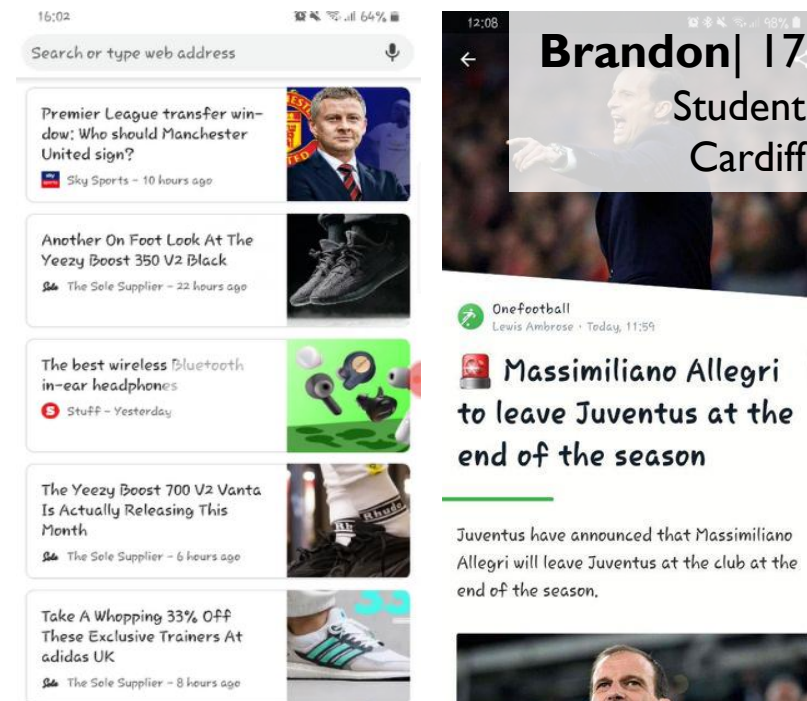 16:02
64%
Search or type web address
Premier League transfer win-
dow: Who should Manchester
United sign?
Sky Sports - 10 hours ago
Another On Foot Look At The
Yeezy Boost 350 V2 Black
The Sole Supplier - 22 hours ago
The best wireless Bluetooth
in-ear headphones
S Stuff - Yesterday
The Yeezy Boost 700 V2 Vanta
Is Actually Releasing This
Month
The Sole Supplier - 6 hours ago
Take A Whopping 33% Off
These Exclusive Trainers At
adidas UK
The Sole Supplier - 8 hours ago
12:08
98%
Brandon| 17
Student
Cardiff
Onefootball
Lewis Ambrose • Today, 11:59
🚨 Massimiliano Allegri
to leave Juventus at the
end of the season
Juventus have announced that Massimiliano
Allegri will leave Juventus at the club at the
end of the season.